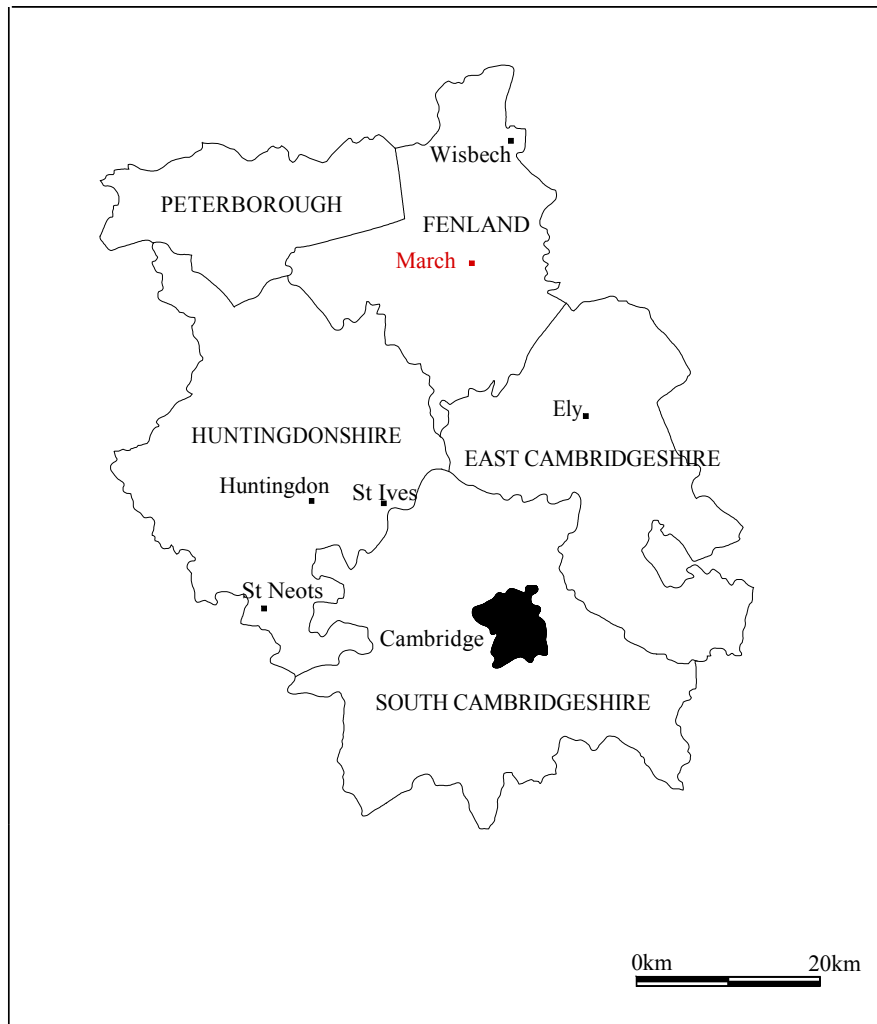 Wisbech
PETERBOROUGH
FENLAND
March
Ely
HUNTINGDONSHIRE
EAST CAMBRIDGESHIRE
Huntingdon
St Ives
St Neots
Cambridge
SOUTH CAMBRIDGESHIRE
0km 20km